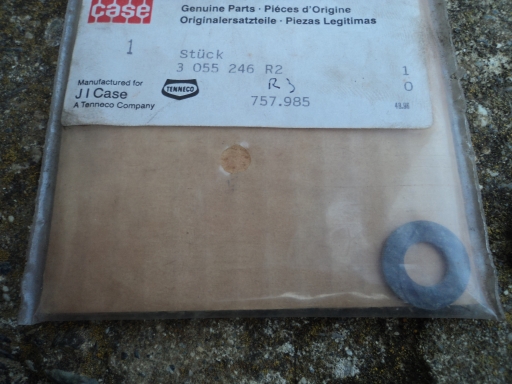 case
Genuine Parts · Pièces d'Origine
Originalersatzteile · Piezas Legitimas
1 Stück
3 055 246 R2 1
R3 0
Manufactured for
J I Case
A Tenneco Company
TENNECO
757.985